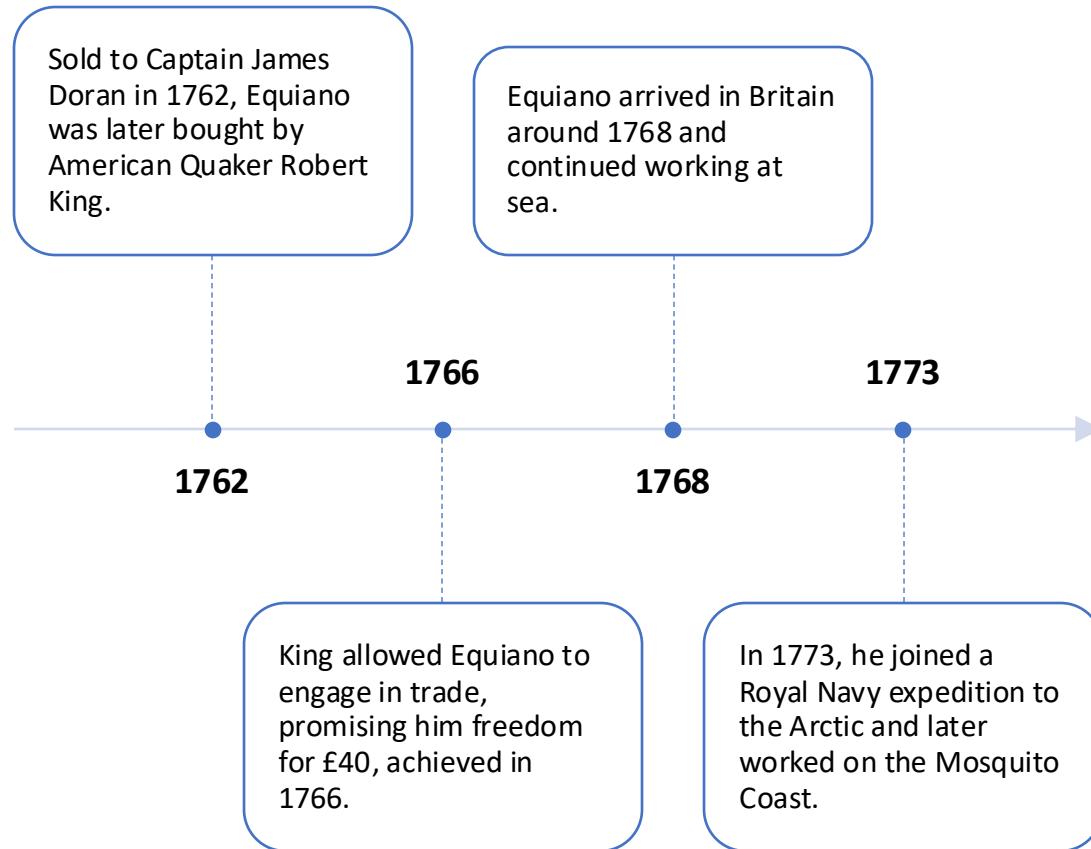 Sold to Captain James
Doran in 1762, Equiano
was later bought by
American Quaker Robert
King.
Equiano arrived in Britain
around 1768 and
continued working at
sea.
1766
1773
1762
1768
King allowed Equiano to
engage in trade,
promising him freedom
for £40, achieved in
1766.
In 1773, he joined a
Royal Navy expedition to
the Arctic and later
worked on the Mosquito
Coast.